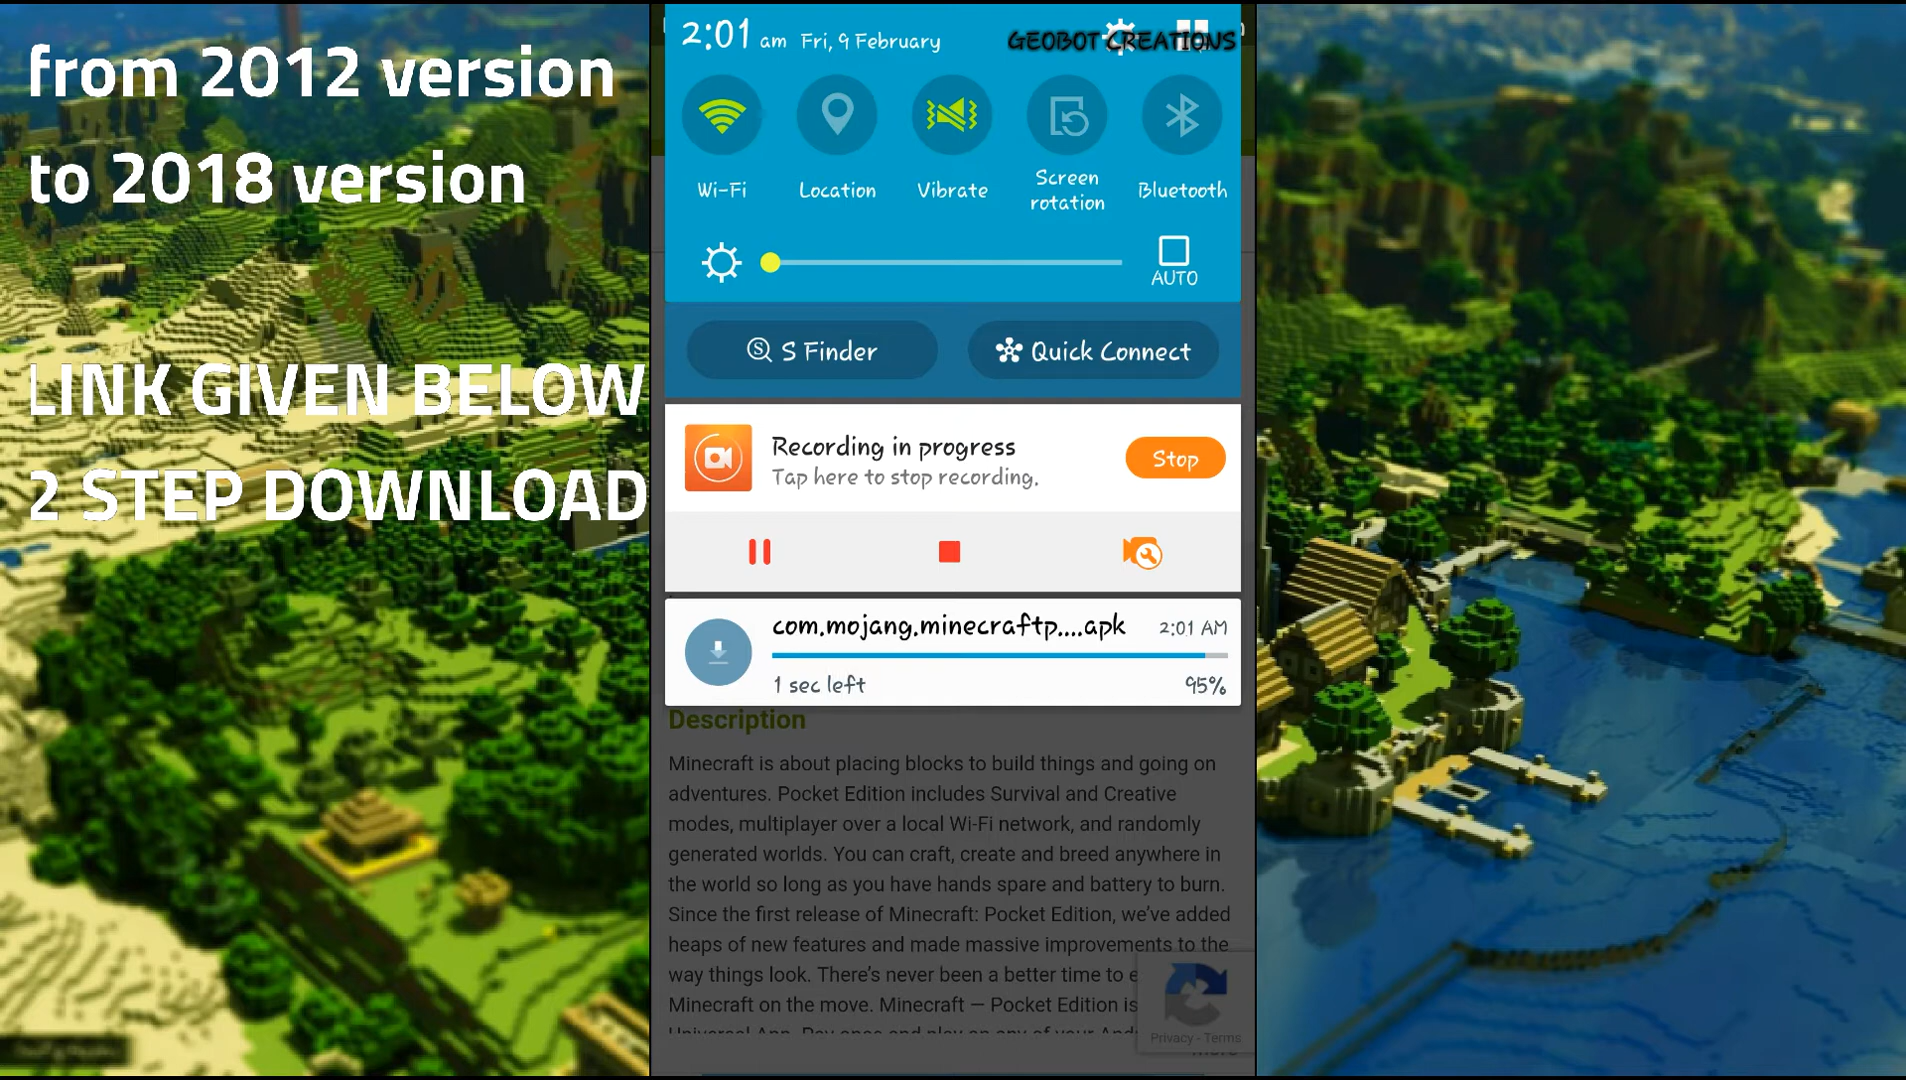 from 2012 version
to 2018 version
LINK GIVEN BELOW
2 STEP DOWNLOAD
2:01 am Fri, 9 February
GEOBOT CREATIONS
Wi-Fi
Location
Vibrate
Screen
rotation
Bluetooth
AUTO
S Finder
Quick Connect
Recording in progress
Tap here to stop recording.
Stop
com.mojang.minecraftp....apk
2:01 AM
1 sec left
95%
Description
Minecraft is about placing blocks to build things and going on
adventures. Pocket Edition includes Survival and Creative
modes, multiplayer over a local Wi-Fi network, and randomly
generated worlds. You can craft, create and breed anywhere in
the world so long as you have hands spare and battery to burn.
Since the first release of Minecraft: Pocket Edition, we've added
heaps of new features and made massive improvements to the
way things look. There's never been a better time to e
Minecraft on the move. Minecraft — Pocket Edition is
Privacy - Terms